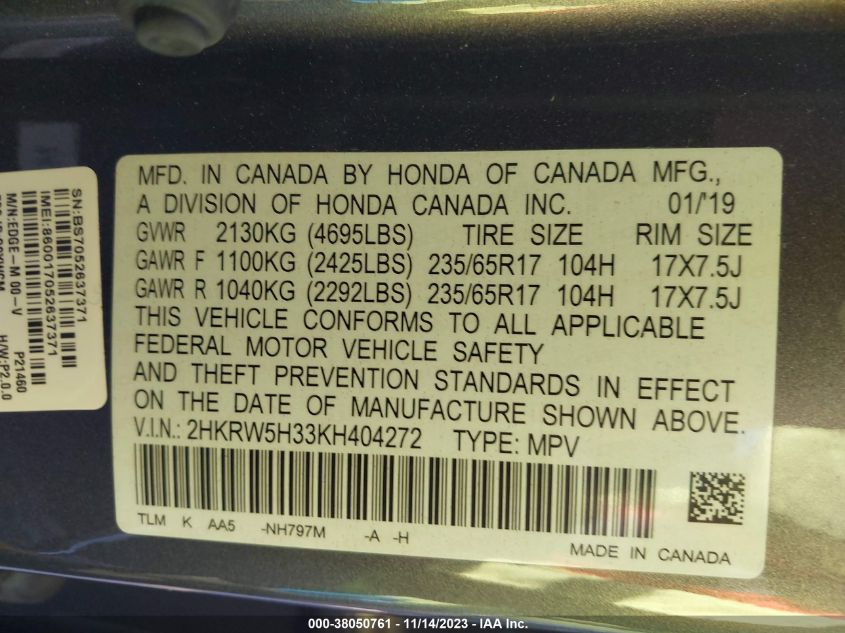 MFD. IN CANADA BY HONDA OF CANADA MFG.,
A DIVISION OF HONDA CANADA INC. 01/'19
GVWR 2130KG (4695LBS) TIRE SIZE RIM SIZE
GAWR F 1100KG (2425LBS) 235/65R17 104H 17X7.5J
GAWR R 1040KG (2292LBS) 235/65R17 104H 17X7.5J
THIS VEHICLE CONFORMS TO ALL APPLICABLE
FEDERAL MOTOR VEHICLE SAFETY
AND THEFT PREVENTION STANDARDS IN EFFECT
ON THE DATE OF MANUFACTURE SHOWN ABOVE.
V.I.N.: 2HKRW5H33KH404272 TYPE: MPV
TLM K AA5 -NH797M -A -H
MADE IN CANADA
SN:BS7052637371
IMEI:860017052637371
M/N:EDGE-M 00-V
P21460
H/W:P2.0.0
000-38050761 - 11/14/2023 - IAA Inc.